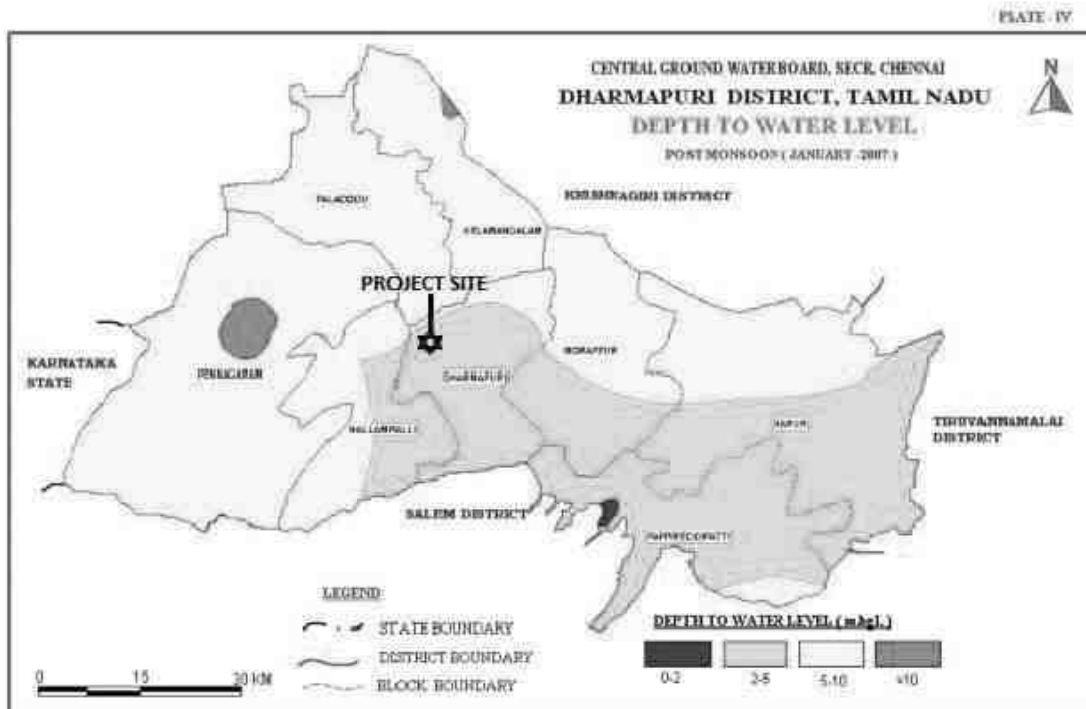 PLATE - IV
CENTRAL GROUND WATER BOARD, SECR, CHENNAI
DHARMAPURI DISTRICT, TAMIL NADU
DEPTH TO WATER LEVEL
POST MONSOON ( JANUARY -2007 )
N
KRISHNAGIRI DISTRICT
PALACODU
KELAMANGALAM
PROJECT SITE
KARNATAKA
STATE
PENNAGARAM
MORAPPUR
DHARMAPURI
NALLAMPALLI
HARURU
TIRUVANNAMALAI
DISTRICT
SALEM DISTRICT
PAPPIREDDIPATTI
LEGEND
STATE BOUNDARY
DISTRICT BOUNDARY
BLOCK BOUNDARY
0 15 30 KM
DEPTH TO WATER LEVEL ( m.bgl. )
0-2 2-5 5-10 >10